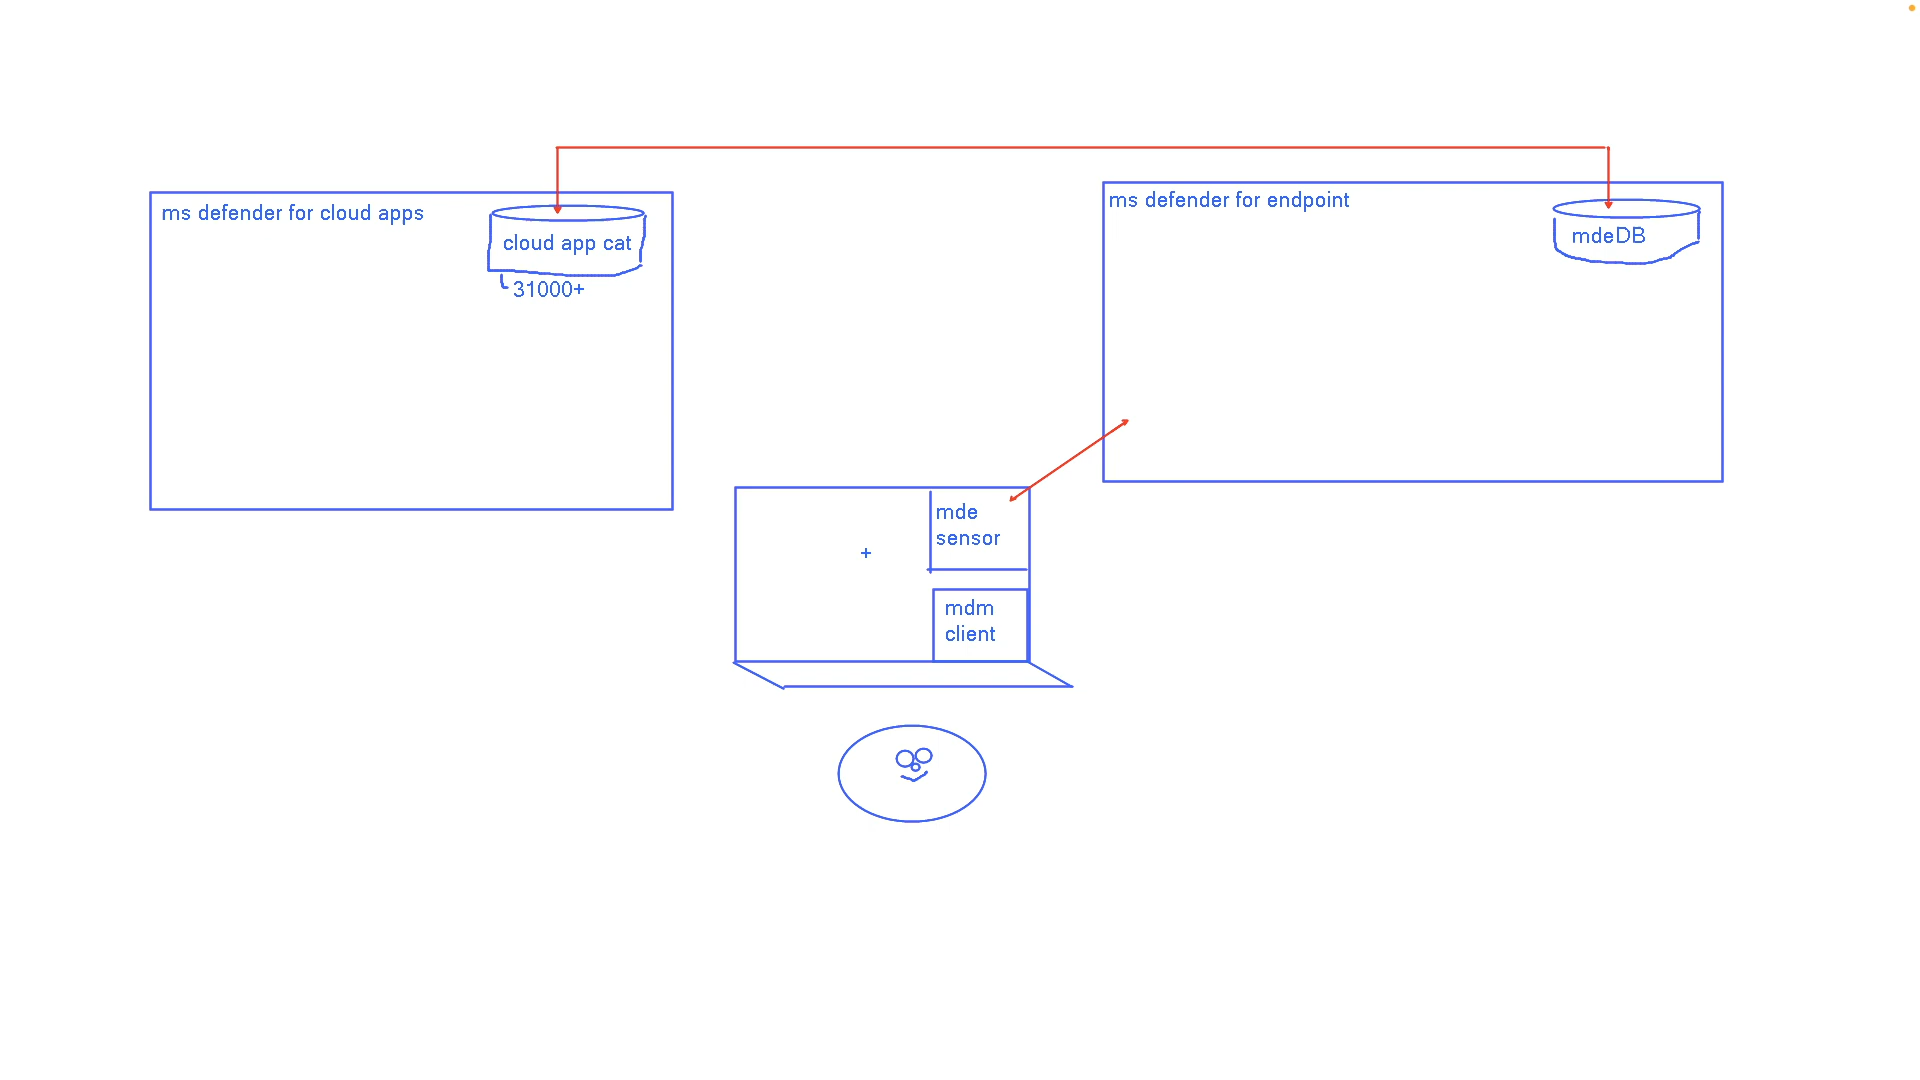 ms defender for cloud apps
cloud app cat
31000+
ms defender for endpoint
mdeDB
mde
sensor
+
mdm
client